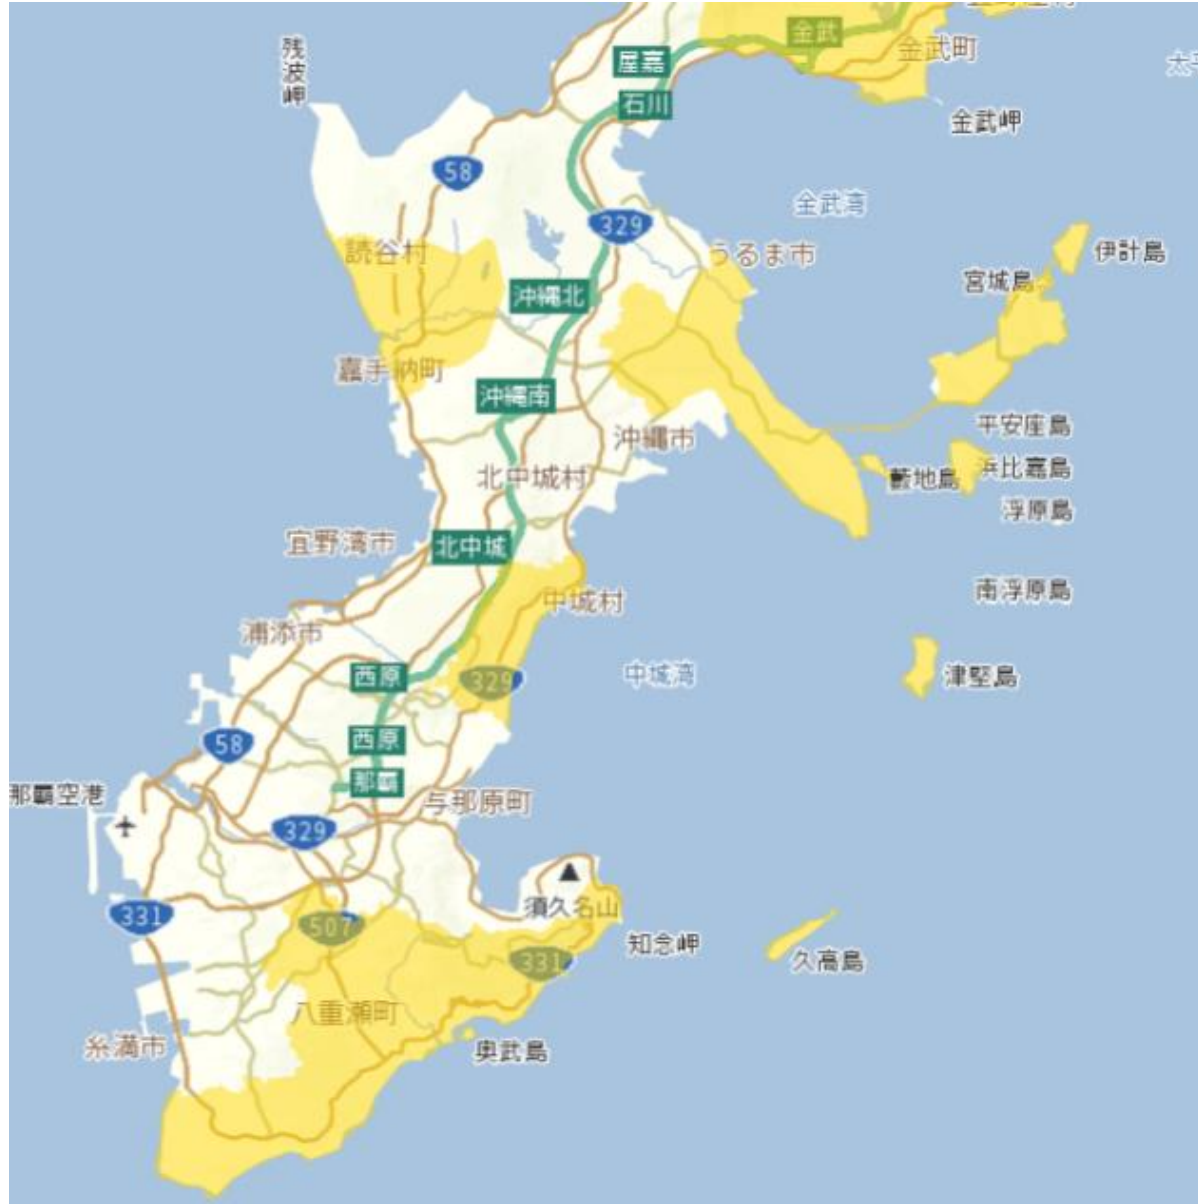 残波岬
金武
屋嘉
金武町
石川
金武岬
58
金武湾
329
うるま市
読谷村
伊計島
宮城島
沖縄北
嘉手納町
沖縄南
平安座島
沖縄市
浜比嘉島
北中城村
藪地島
浮原島
宜野湾市
北中城
南浮原島
中城村
浦添市
中城湾
津堅島
西原
329
58
西原
那覇
那覇空港
与那原町
329
須久名山
331
507
知念岬
久高島
331
八重瀬町
糸満市
奥武島